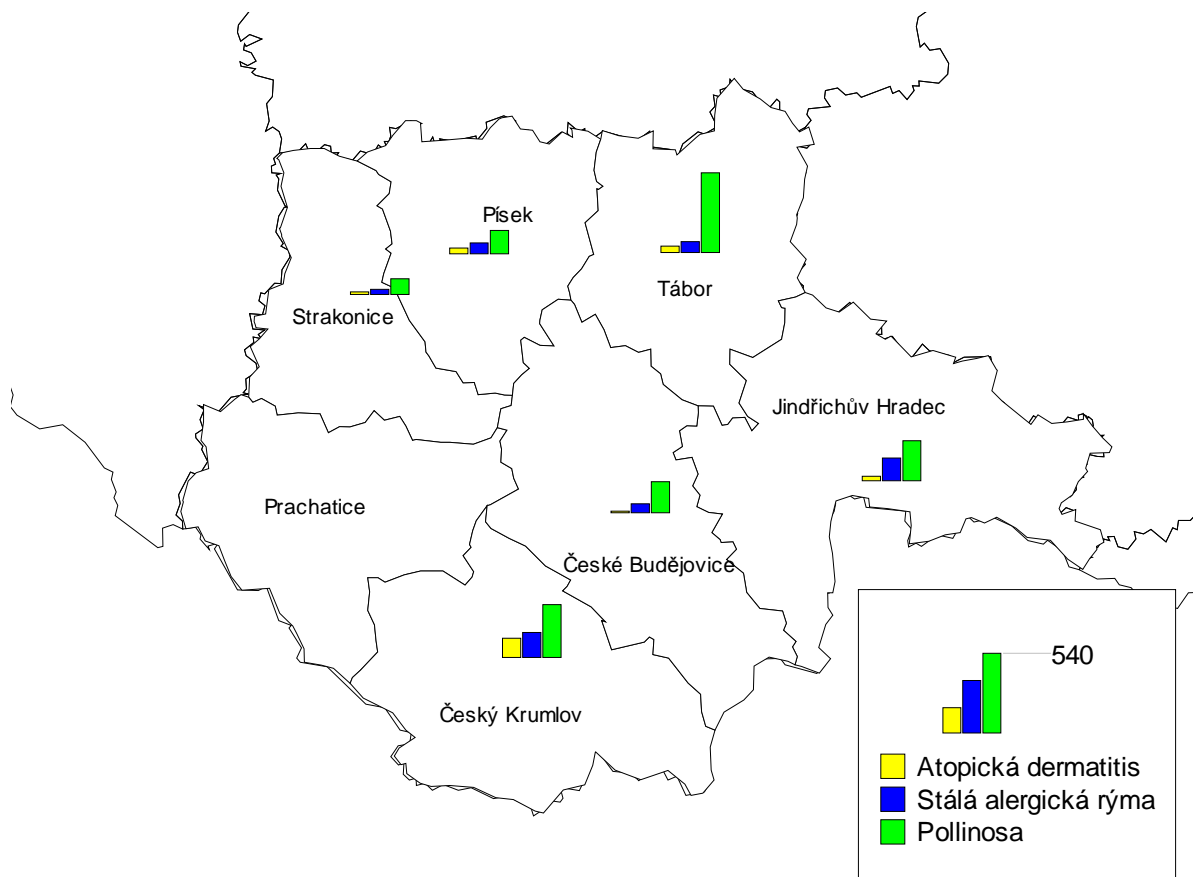 Písek
Tábor
Strakonice
Jindřichův Hradec
Prachatice
České Budějovice
Český Krumlov
540
Atopická dermatitis
Stálá alergická rýma
Pollinosa